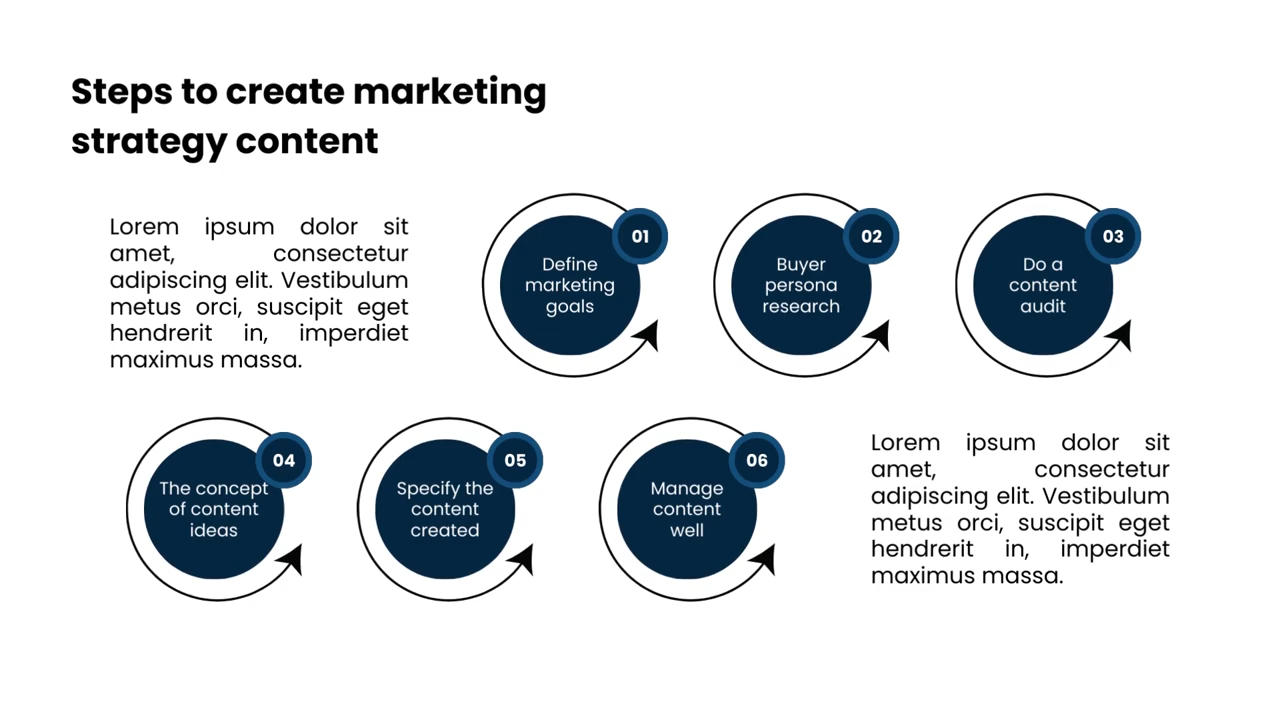 Steps to create marketing
strategy content
Lorem ipsum dolor sit
amet, consectetur
adipiscing elit. Vestibulum
metus orci, suscipit eget
hendrerit in, imperdiet
maximus massa.
01
Define
marketing
goals
02
Buyer
persona
research
03
Do a
content
audit
04
The concept
of content
ideas
05
Specify the
content
created
06
Manage
content
well
Lorem ipsum dolor sit
amet, consectetur
adipiscing elit. Vestibulum
metus orci, suscipit eget
hendrerit in, imperdiet
maximus massa.